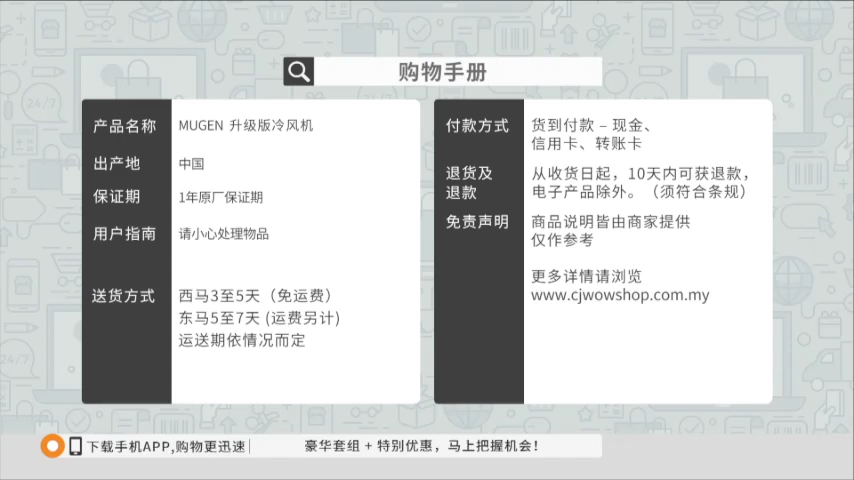 购物手册
产品名称 MUGEN 升级版冷风机
出产地 中国
保证期 1年原厂保证期
用户指南 请小心处理物品
送货方式 西马3至5天（免运费）
东马5至7天 (运费另计)
运送期依情况而定
付款方式 货到付款 – 现金、
信用卡、转账卡
退货及 从收货日起，10天内可获退款，
退款 电子产品除外。（须符合条规）
免责声明 商品说明皆由商家提供
仅作参考
更多详情请浏览
www.cjwowshop.com.my
下载手机APP,购物更迅速
豪华套组 + 特别优惠，马上把握机会!
24/7
24/7